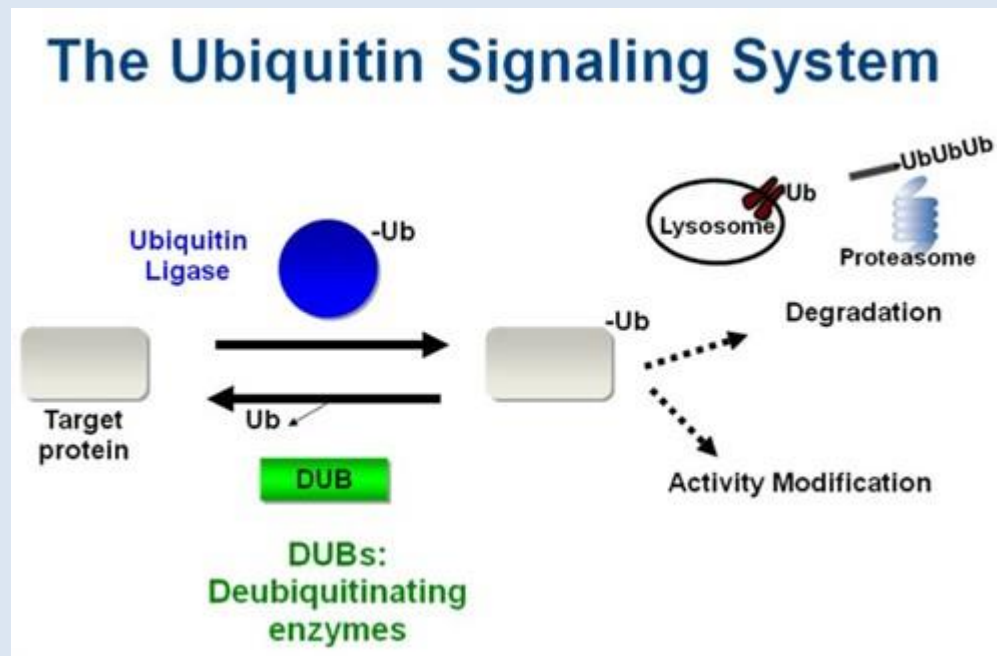 The Ubiquitin Signaling System
-UbUbUb
Ub
Lysosome
Proteasome
Degradation
Ubiquitin
Ligase
-Ub
-Ub
Target
protein
Ub
DUB
Activity Modification
DUBs:
Deubiquitinating
enzymes